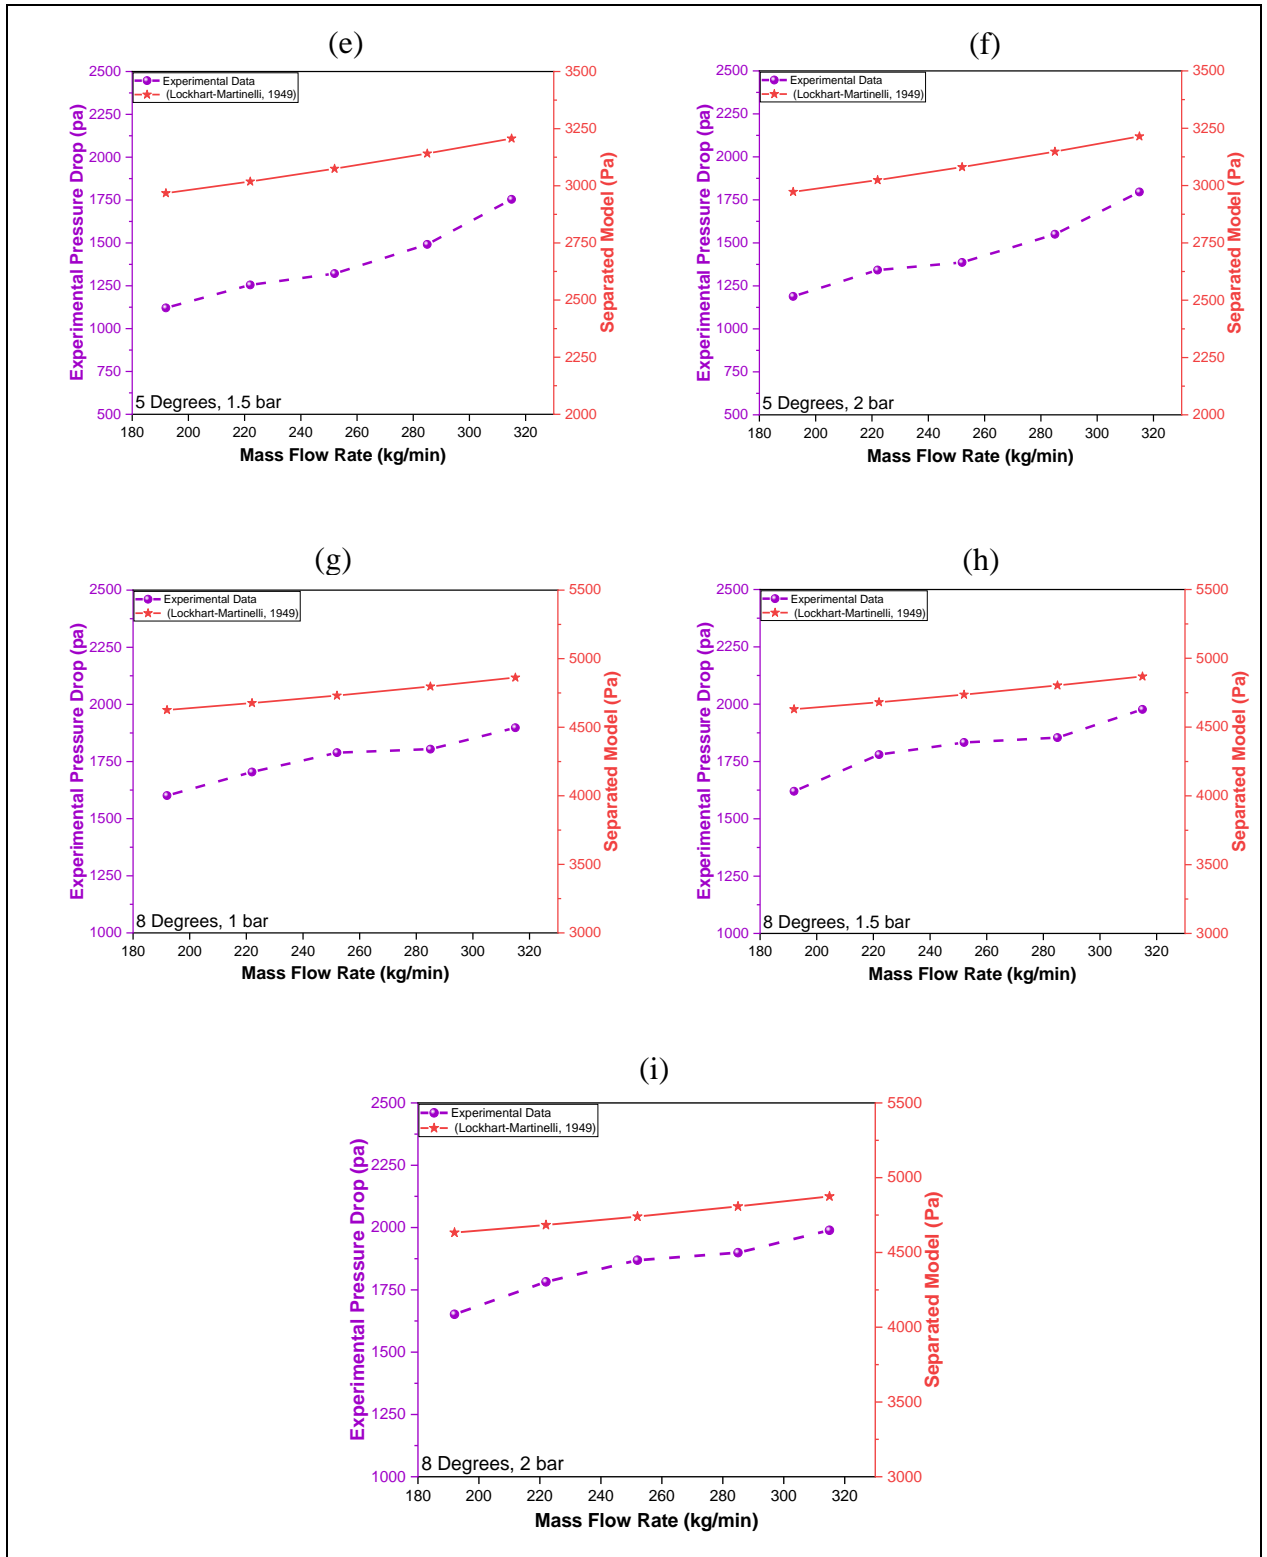 (e)
Experimental Data
(Lockhart-Martinelli, 1949)
Experimental Pressure Drop (pa)
2500
2250
2000
1750
1500
1250
1000
750
500
3500
3250
3000
2750
2500
2250
2000
Separated Model (Pa)
5 Degrees, 1.5 bar
180 200 220 240 260 280 300 320
Mass Flow Rate (kg/min)
(f)
Experimental Data
(Lockhart-Martinelli, 1949)
Experimental Pressure Drop (pa)
2500
2250
2000
1750
1500
1250
1000
750
500
3500
3250
3000
2750
2500
2250
2000
Separated Model (Pa)
5 Degrees, 2 bar
180 200 220 240 260 280 300 320
Mass Flow Rate (kg/min)
(g)
Experimental Data
(Lockhart-Martinelli, 1949)
Experimental Pressure Drop (pa)
2500
2250
2000
1750
1500
1250
1000
5500
5000
4500
4000
3500
3000
Separated Model (Pa)
8 Degrees, 1 bar
180 200 220 240 260 280 300 320
Mass Flow Rate (kg/min)
(h)
Experimental Data
(Lockhart-Martinelli, 1949)
Experimental Pressure Drop (pa)
2500
2250
2000
1750
1500
1250
1000
5500
5000
4500
4000
3500
3000
Separated Model (Pa)
8 Degrees, 1.5 bar
180 200 220 240 260 280 300 320
Mass Flow Rate (kg/min)
(i)
Experimental Data
(Lockhart-Martinelli, 1949)
Experimental Pressure Drop (pa)
2500
2250
2000
1750
1500
1250
1000
5500
5000
4500
4000
3500
3000
Separated Model (Pa)
8 Degrees, 2 bar
180 200 220 240 260 280 300 320
Mass Flow Rate (kg/min)